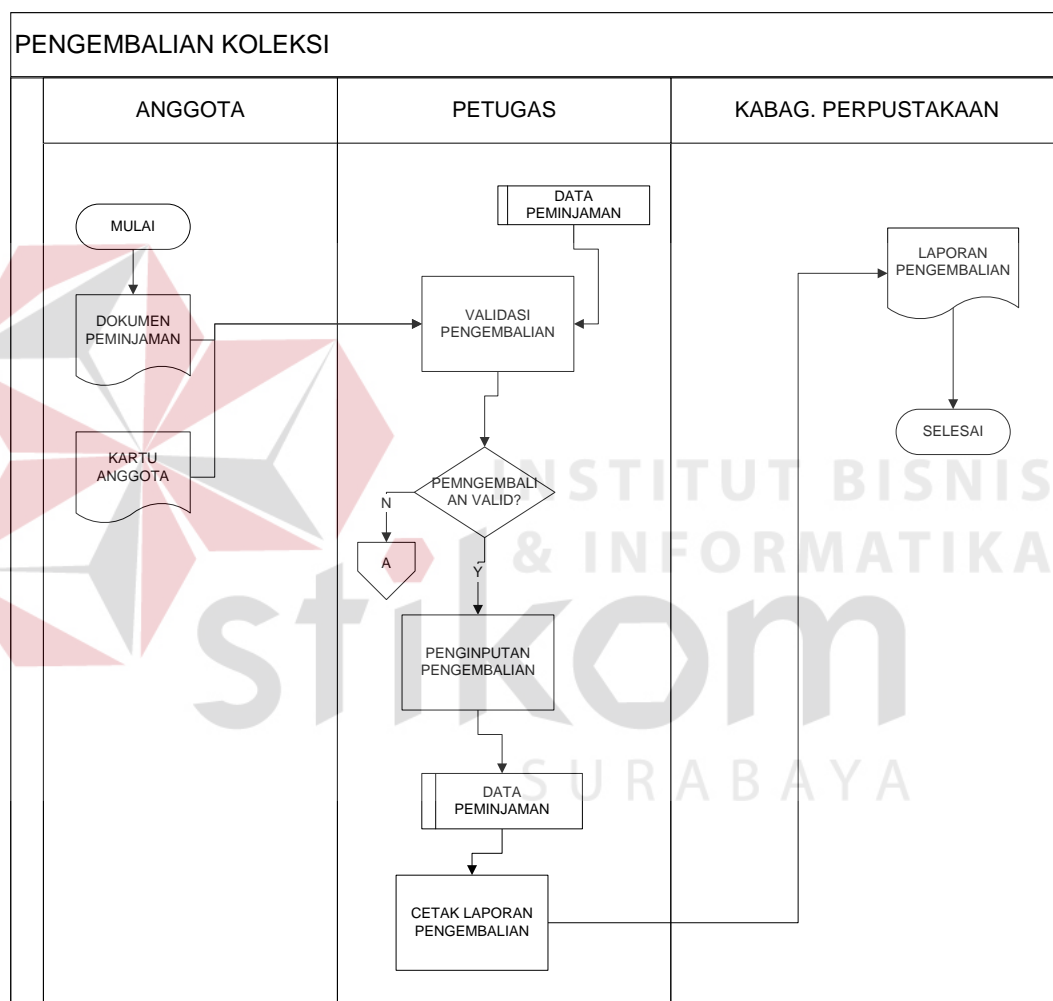 PENGEMBALIAN KOLEKSI
ANGGOTA
PETUGAS
KABAG. PERPUSTAKAAN
MULAI
DOKUMEN
PEMINJAMAN
KARTU
ANGGOTA
DATA
PEMINJAMAN
VALIDASI
PENGEMBALIAN
PEMNGEMBALI
AN VALID?
N
A
Y
PENGINPUTAN
PENGEMBALIAN
DATA
PEMINJAMAN
CETAK LAPORAN
PENGEMBALIAN
LAPORAN
PENGEMBALIAN
SELESAI
INSTITUT BISNIS
& INFORMATIKA
stikom
SURABAYA